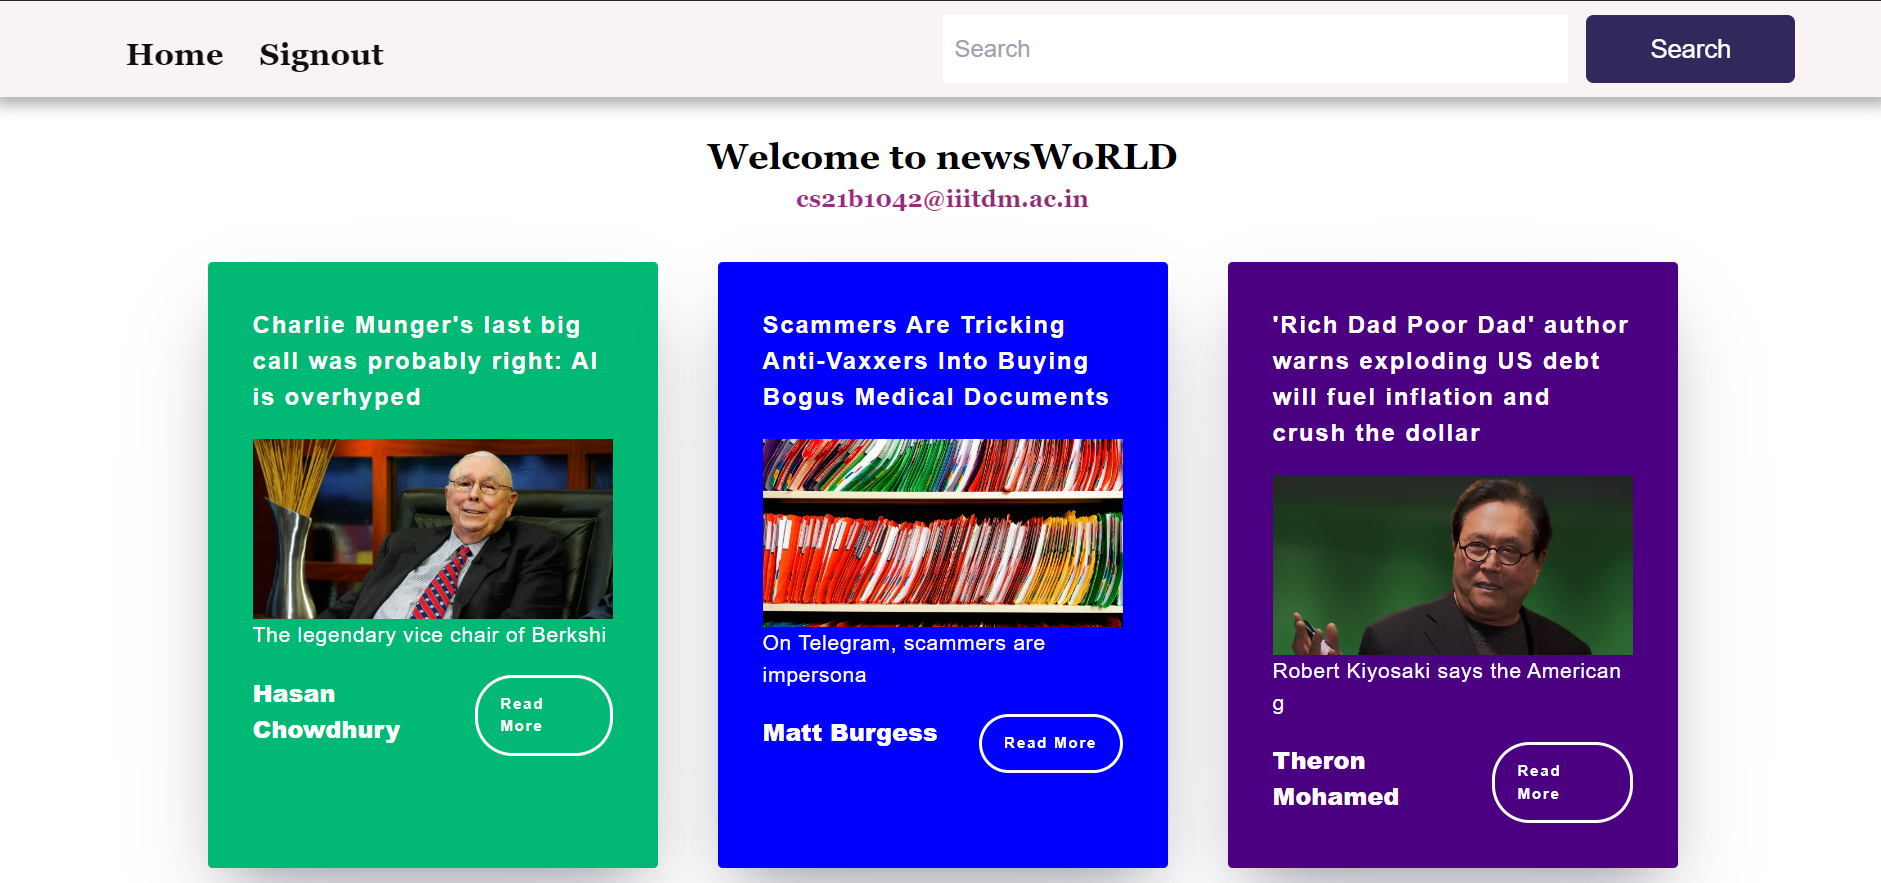 Home Signout Search Search
Welcome to newsWoRLD
cs21b1042@iiitdm.ac.in
Charlie Munger's last big
call was probably right: AI
is overhyped
The legendary vice chair of Berkshi
Hasan
Chowdhury
Read
More
Scammers Are Tricking
Anti-Vaxxers Into Buying
Bogus Medical Documents
On Telegram, scammers are
impersona
Matt Burgess
Read More
'Rich Dad Poor Dad' author
warns exploding US debt
will fuel inflation and
crush the dollar
Robert Kiyosaki says the American
g
Theron
Mohamed
Read
More